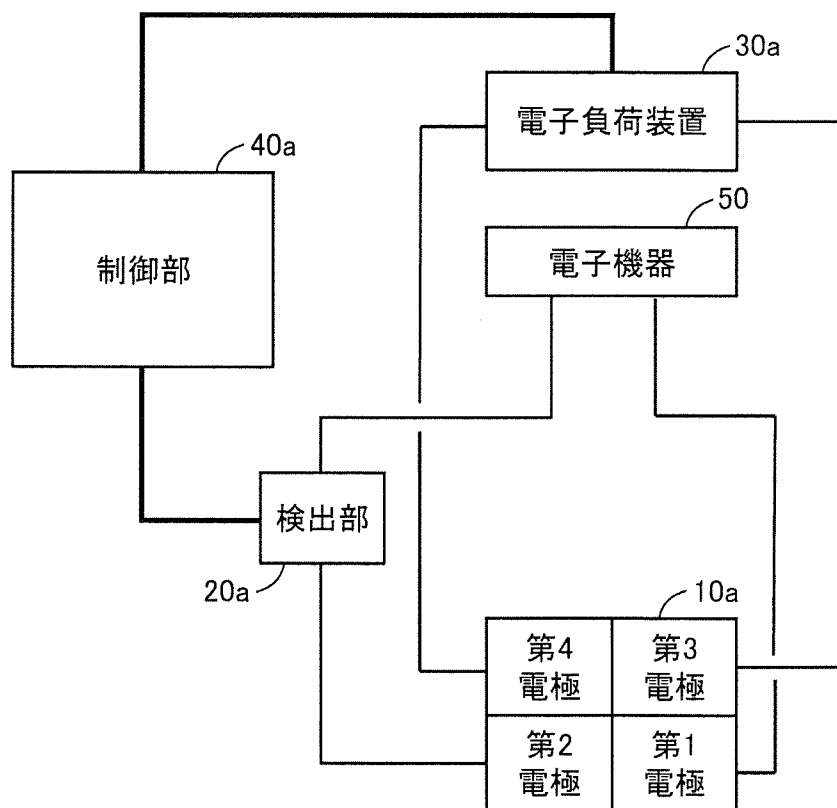 30a
電子負荷装置
40a
制御部
50
電子機器
検出部
20a
10a
第4
電極
第3
電極
第2
電極
第1
電極